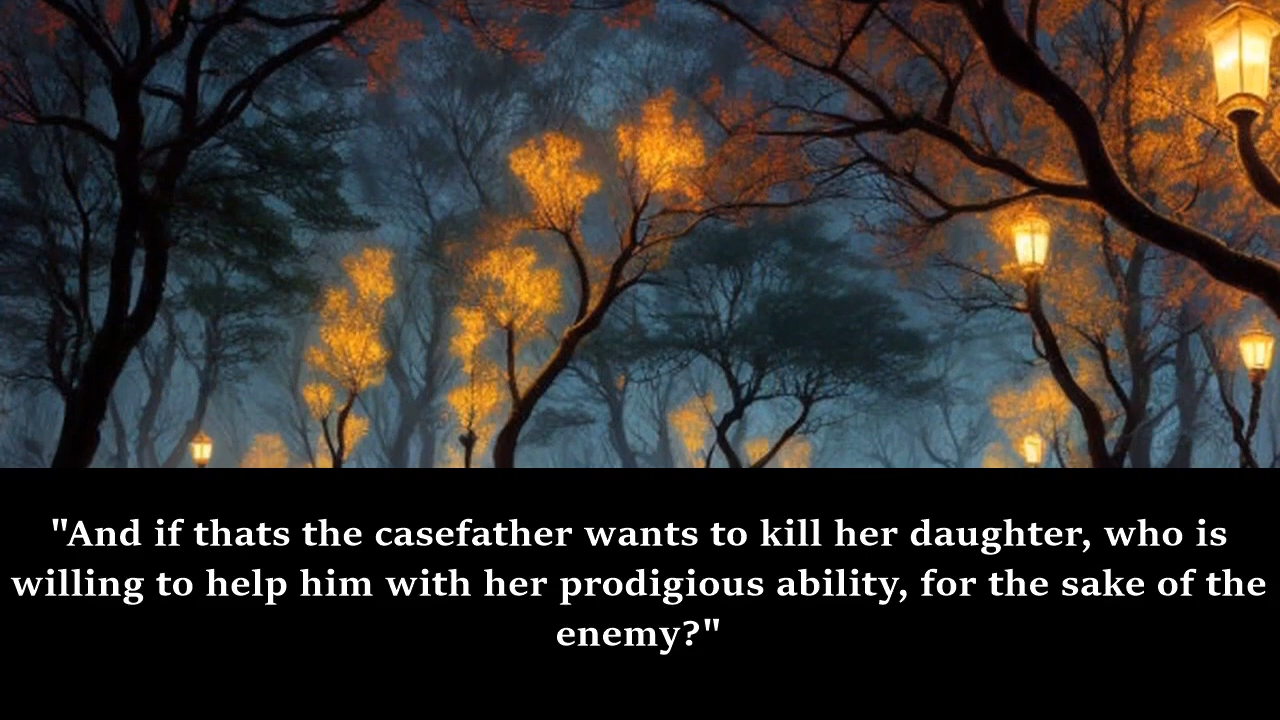 "And if thats the casefather wants to kill her daughter, who is
willing to help him with her prodigious ability, for the sake of the
enemy?"